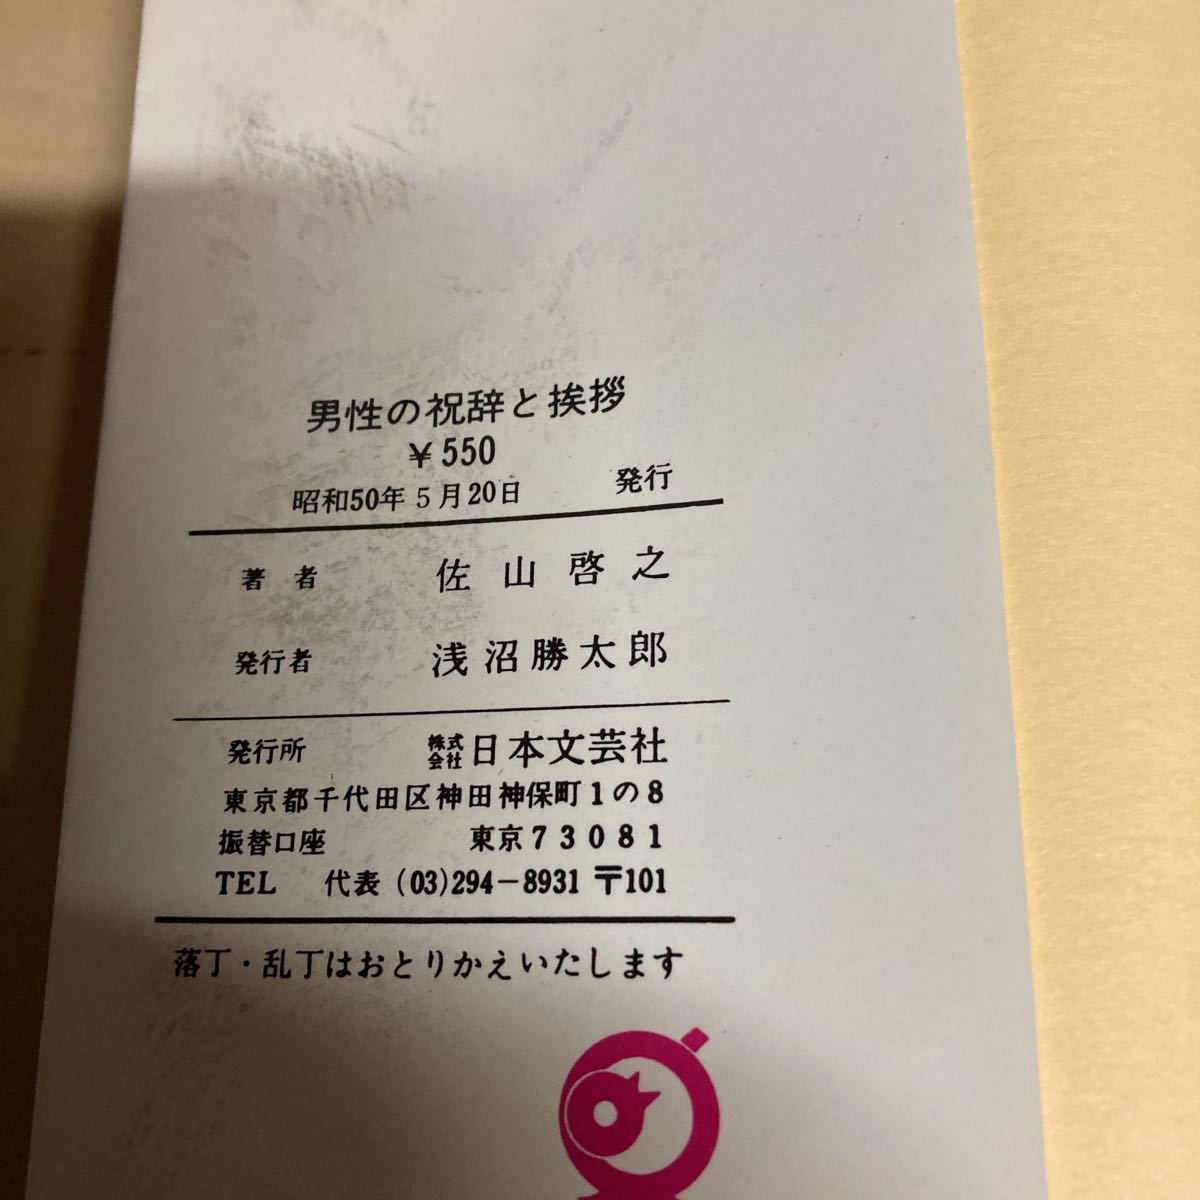 男性の祝辞と挨拶
￥550
昭和50年5月20日 発行
著者 佐山啓之
発行者 浅沼勝太郎
発行所 株式会社日本文芸社
東京都千代田区神田神保町1の8
振替口座 東京73081
TEL 代表 (03)294-8931 〒101
落丁・乱丁はおとりかえいたします